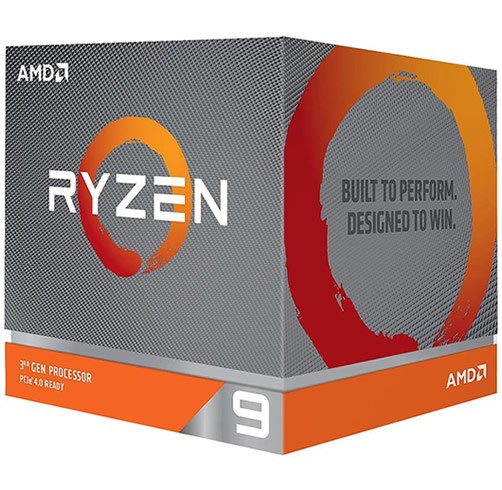 AMD
RYZEN
3rd GEN PROCESSOR
PCIe® 4.0 READY
9
BUILT TO PERFORM.
DESIGNED TO WIN.
AMD